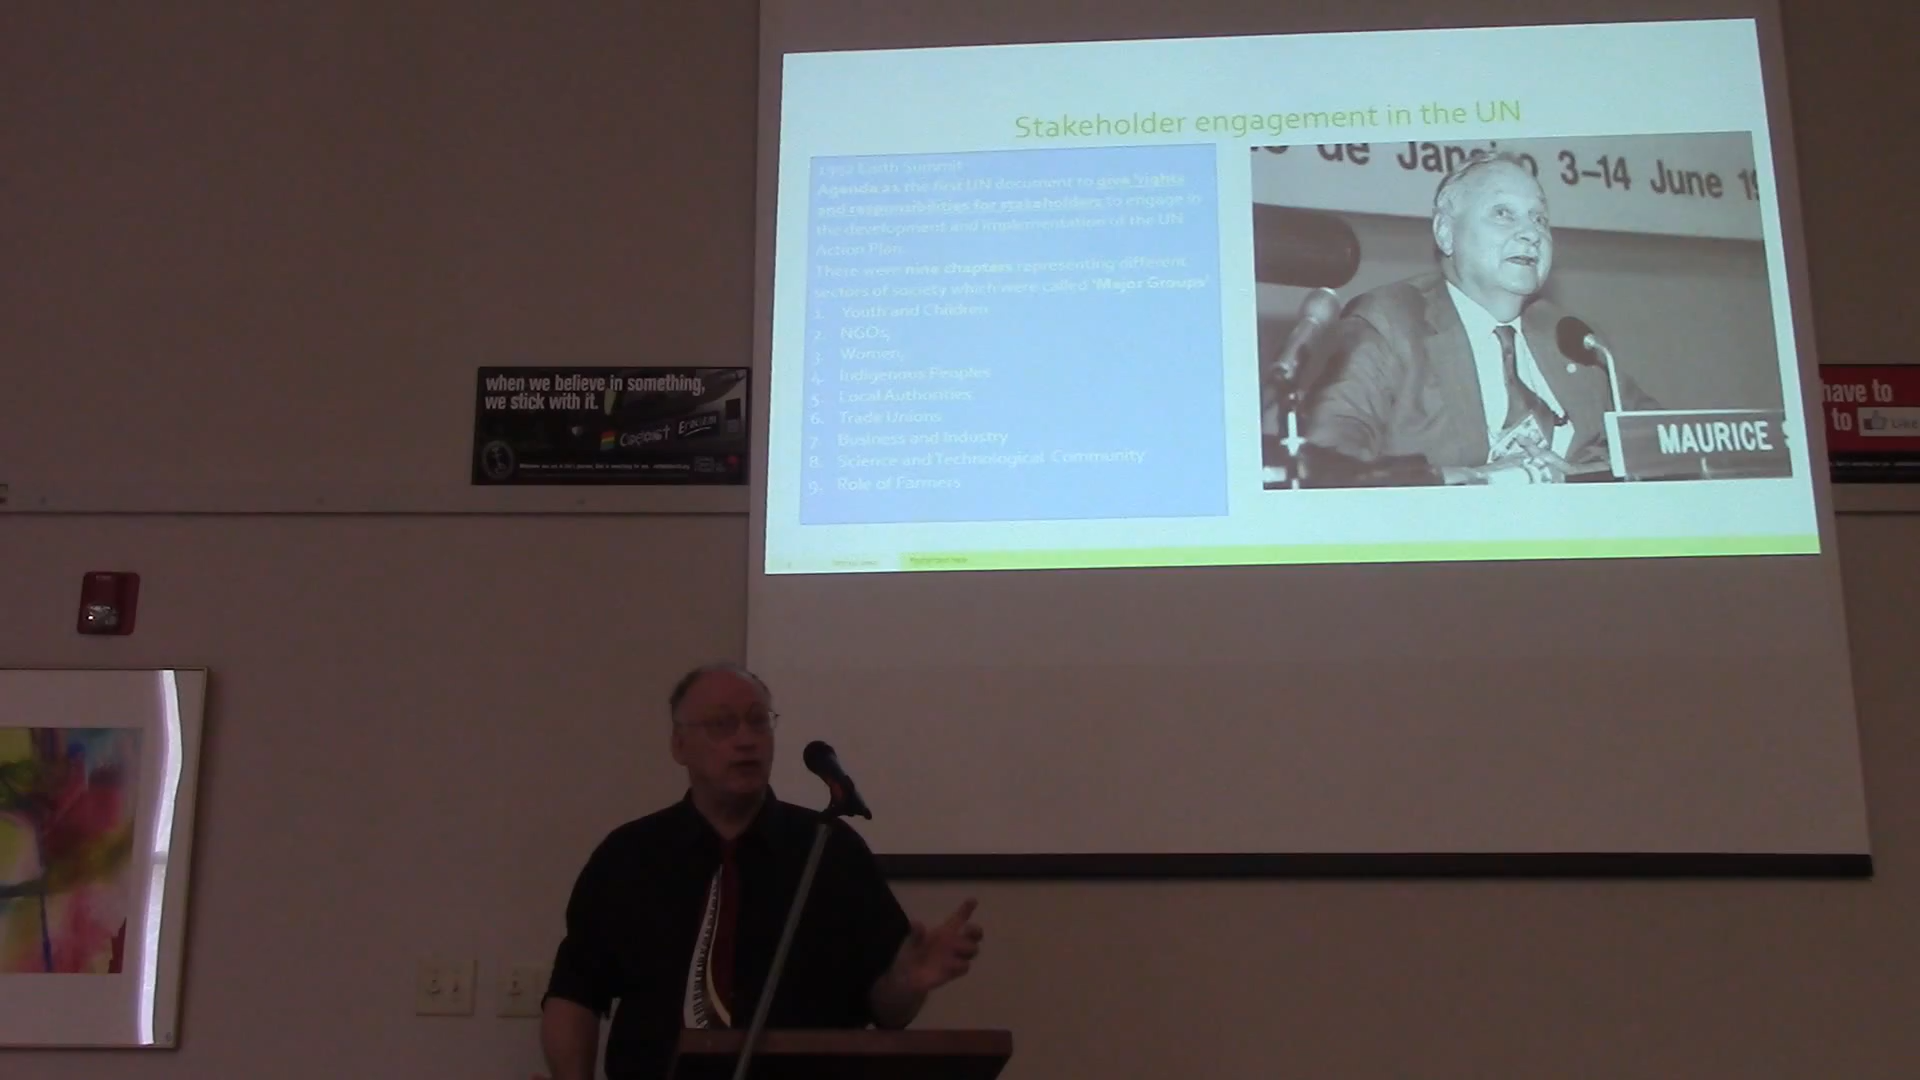 Stakeholder engagement in the UN
1992 Earth Summit
Agenda 21 the first UN document to give 'rights
and responsibilities for stakeholders to engage in
the development and implementation of the UN
Action Plan.
There were nine chapters representing different
sectors of society which were called 'Major Groups'
1. Youth and Children
2. NGOs,
3. Women,
4. Indigenous Peoples
5. Local Authorities
6. Trade Unions
7. Business and Industry
8. Science and Technological Community
9. Role of Farmers
de Janeiro 3-14 June 19
MAURICE S
when we believe in something,
we stick with it.
coexist
have to
to Like